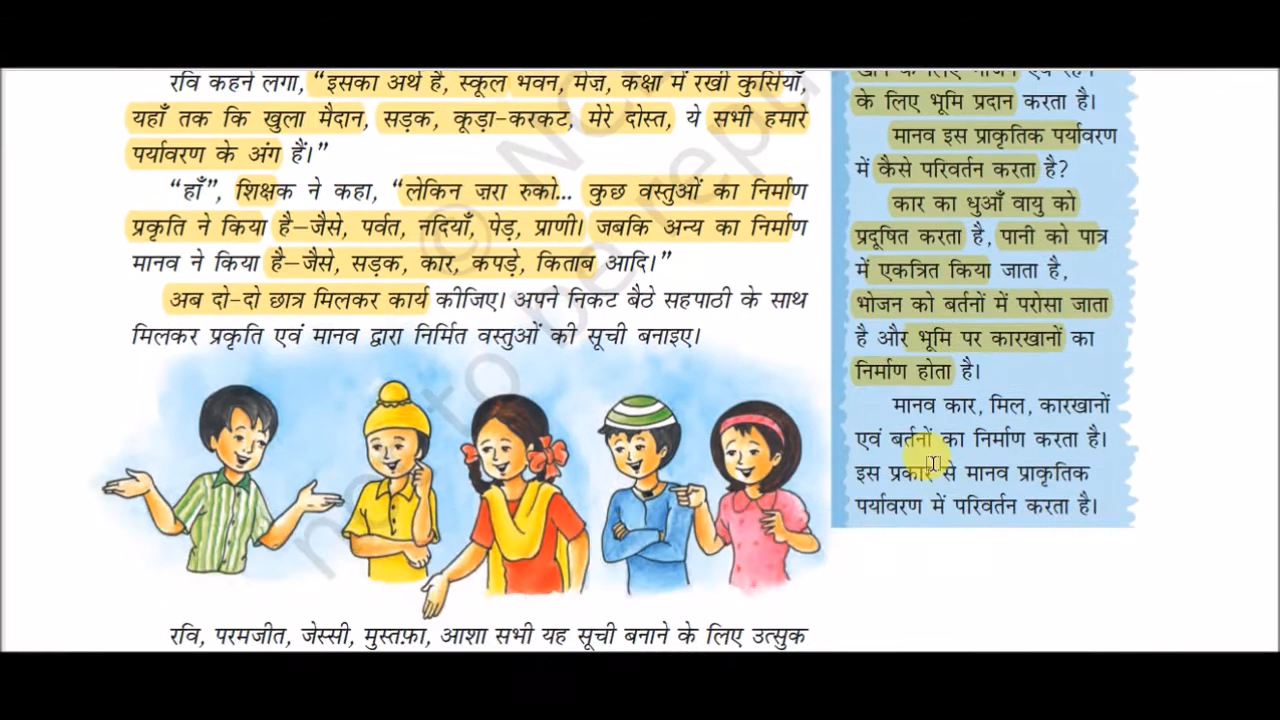 रवि कहने लगा, “इसका अर्थ है, स्कूल भवन, मेज, कक्षा में रखी कुर्सियाँ,
यहाँ तक कि खुला मैदान, सड़क, कूड़ा-करकट, मेरे दोस्त, ये सभी हमारे
पर्यावरण के अंग हैं।”
“हाँ”, शिक्षक ने कहा, “लेकिन ज़रा रुको... कुछ वस्तुओं का निर्माण
प्रकृति ने किया है–जैसे, पर्वत, नदियाँ, पेड़, प्राणी। जबकि अन्य का निर्माण
मानव ने किया है–जैसे, सड़क, कार, कपड़े, किताब आदि।”
अब दो-दो छात्र मिलकर कार्य कीजिए। अपने निकट बैठे सहपाठी के साथ
मिलकर प्रकृति एवं मानव द्वारा निर्मित वस्तुओं की सूची बनाइए।
रवि, परमजीत, जेस्सी, मुस्तफ़ा, आशा सभी यह सूची बनाने के लिए उत्सुक
के लिए भूमि प्रदान करता है।
मानव इस प्राकृतिक पर्यावरण
में कैसे परिवर्तन करता है?
कार का धुआँ वायु को
प्रदूषित करता है, पानी को पात्र
में एकत्रित किया जाता है,
भोजन को बर्तनों में परोसा जाता
है और भूमि पर कारखानों का
निर्माण होता है।
मानव कार, मिल, कारखानों
एवं बर्तनों का निर्माण करता है।
इस प्रकार से मानव प्राकृतिक
पर्यावरण में परिवर्तन करता है।